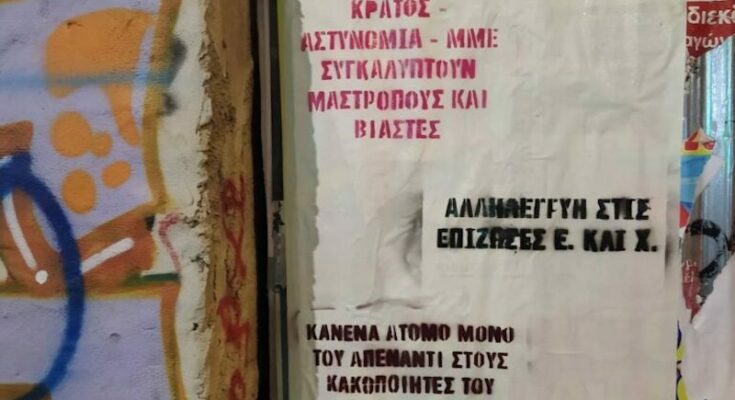 ΚΡΑΤΟΣ -
ΑΣΤΥΝΟΜΙΑ - ΜΜΕ
ΣΥΓΚΑΛΥΠΤΟΥΝ
ΜΑΣΤΡΟΠΟΥΣ ΚΑΙ
ΒΙΑΣΤΕΣ
ΑΛΛΗΛΕΓΓΥΗ ΣΤΙΣ
ΕΠΙΖΩΣΕΣ Ε. ΚΑΙ Χ.
ΚΑΝΕΝΑ ΑΤΟΜΟ ΜΟΝΟ
ΤΟΥ ΑΠΕΝΑΝΤΙ ΣΤΟΥΣ
ΚΑΚΟΠΟΙΗΤΕΣ ΤΟΥ